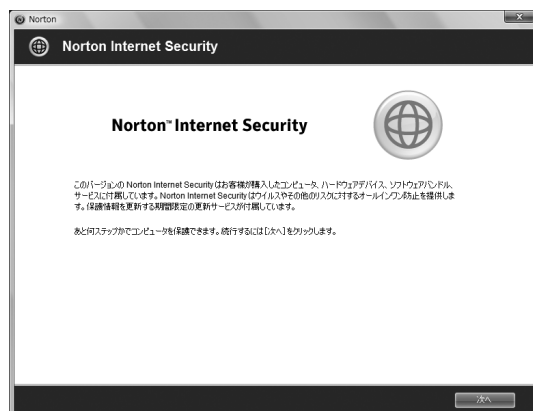 Norton
Norton Internet Security
Norton™ Internet Security
このバージョンの Norton Internet Security はお客様が購入したコンピュータ、ハードウェアデバイス、ソフトウェアバンドル、
サービスに付属しています。Norton Internet Security はウイルスやその他のリスクに対するオールインワン防止を提供しま
す。保護情報を更新する期間限定の更新サービスが付属しています。
あと何ステップかでコンピュータを保護できます。続行するには［次へ］をクリックします。
次へ